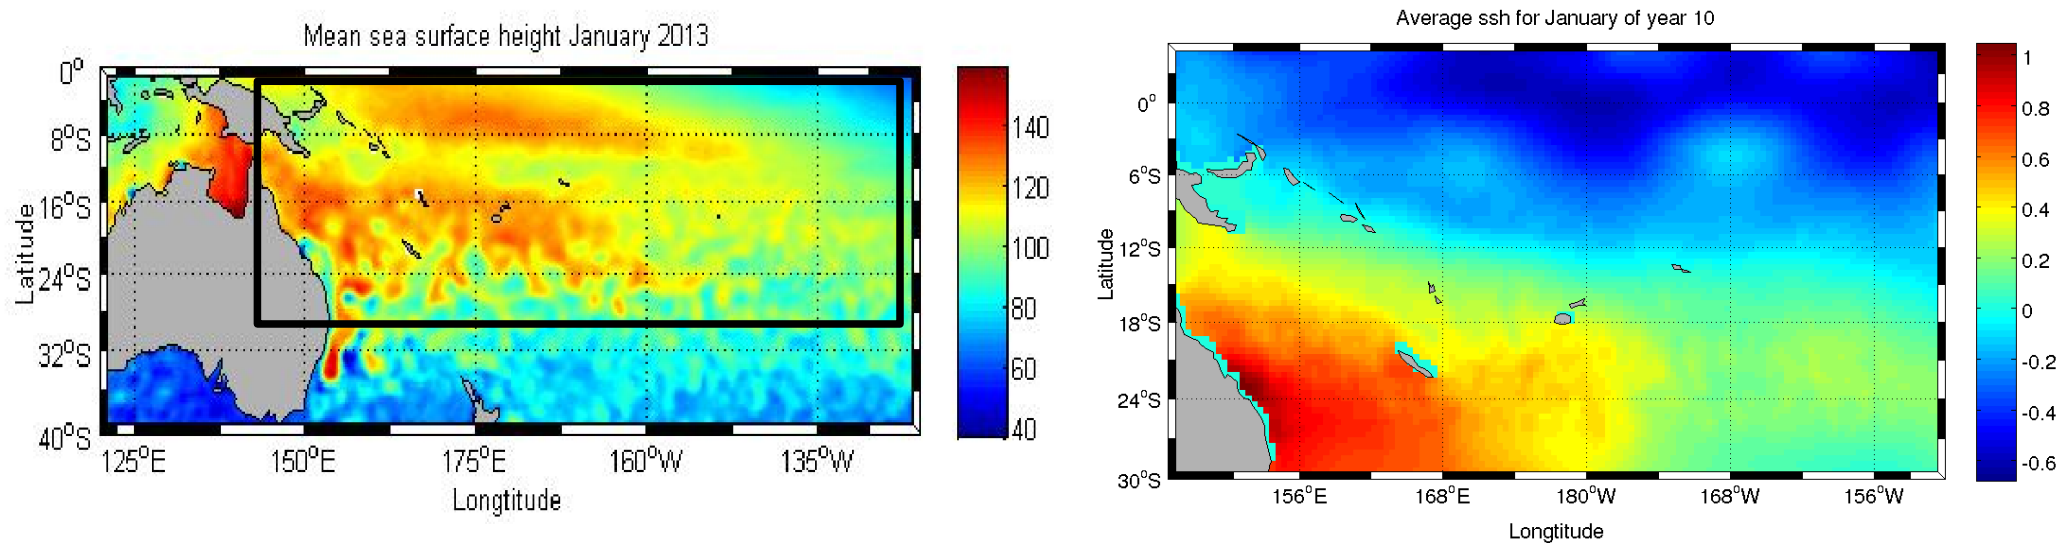 Mean sea surface height January 2013
0°
8°S
16°S
24°S
32°S
40°S
Latitude
125°E 150°E 175°E 160°W 135°W
Longtitude
140
120
100
80
60
40
Average ssh for January of year 10
0°
6°S
12°S
18°S
24°S
30°S
Latitude
156°E 168°E 180°W 168°W 156°W
Longtitude
1
0.8
0.6
0.4
0.2
0
-0.2
-0.4
-0.6